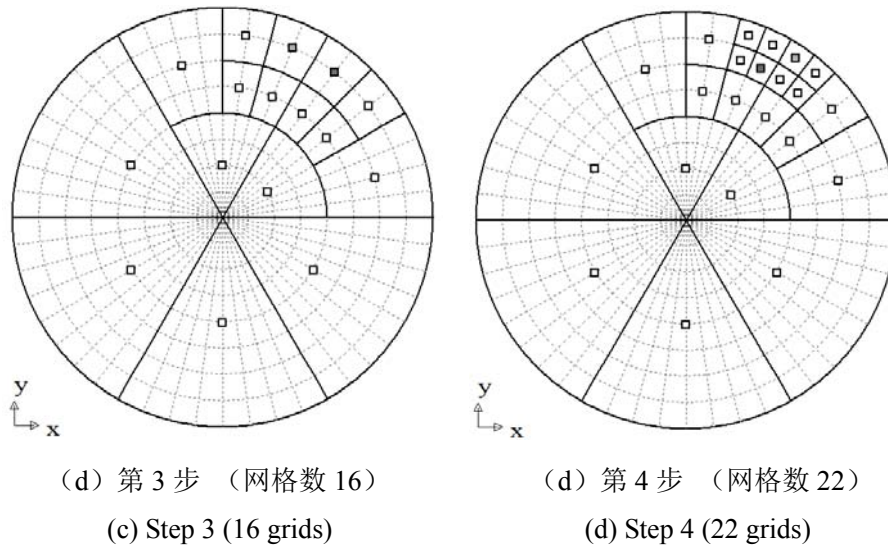 y
x
y
x
（d）第 3 步 （网格数 16）
(c) Step 3 (16 grids)
（d）第 4 步 （网格数 22）
(d) Step 4 (22 grids)